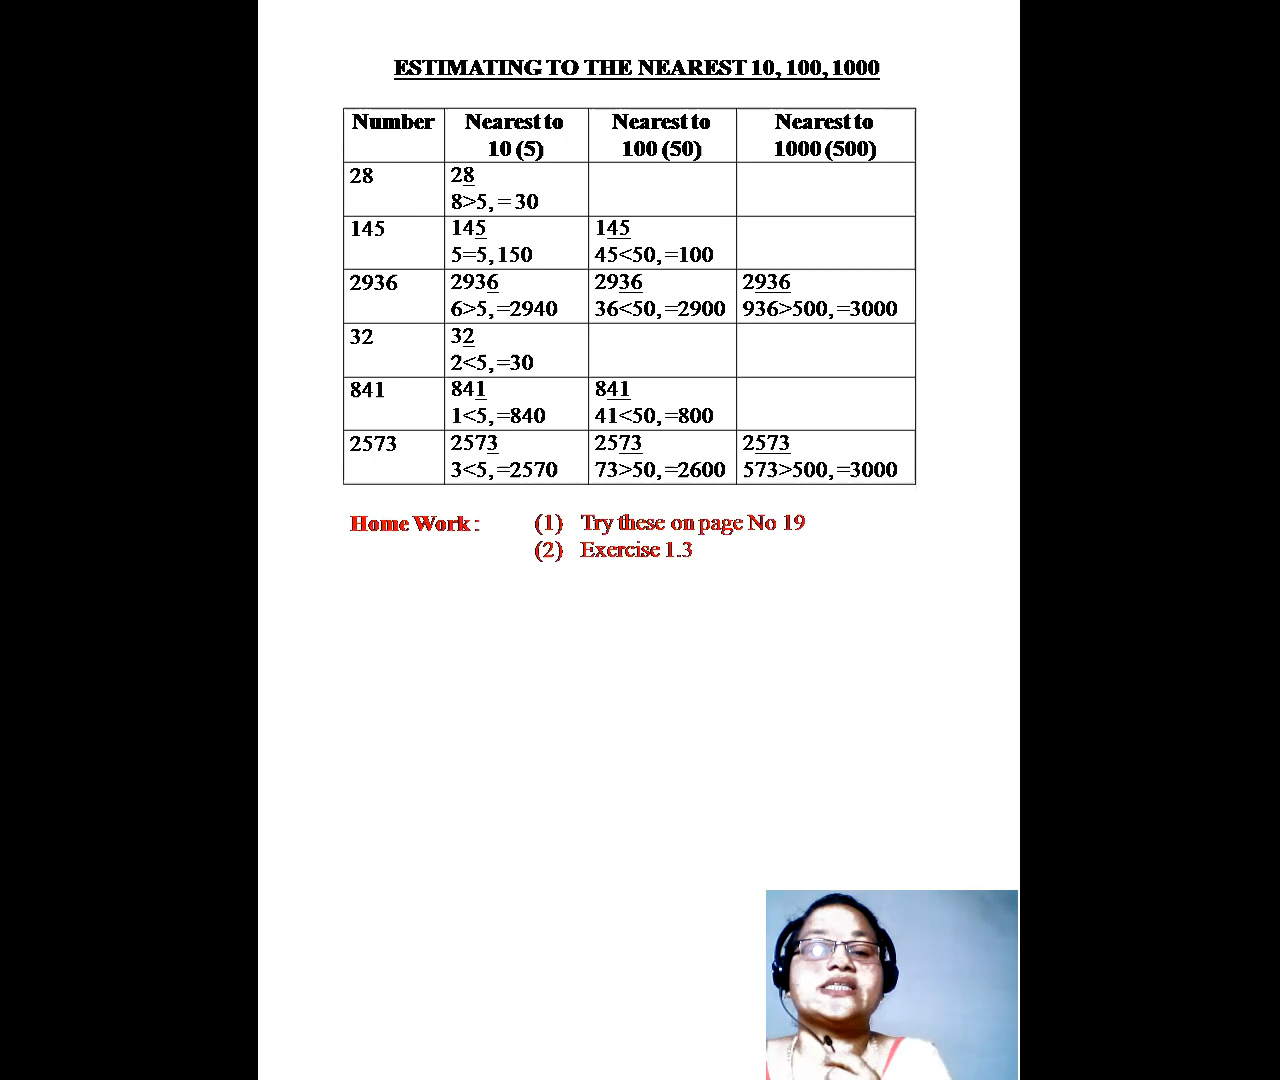 ESTIMATING TO THE NEAREST 10, 100, 1000
Number Nearest to 10 (5) Nearest to 100 (50) Nearest to 1000 (500)
28 28
8>5, = 30
145 145 145
5=5, 150 45<50, =100
2936 2936 2936 2936
6>5, =2940 36<50, =2900 936>500, =3000
32 32
2<5, =30
841 841 841
1<5, =840 41<50, =800
2573 2573 2573 2573
3<5, =2570 73>50, =2600 573>500, =3000
Home Work : (1) Try these on page No 19
(2) Exercise 1.3